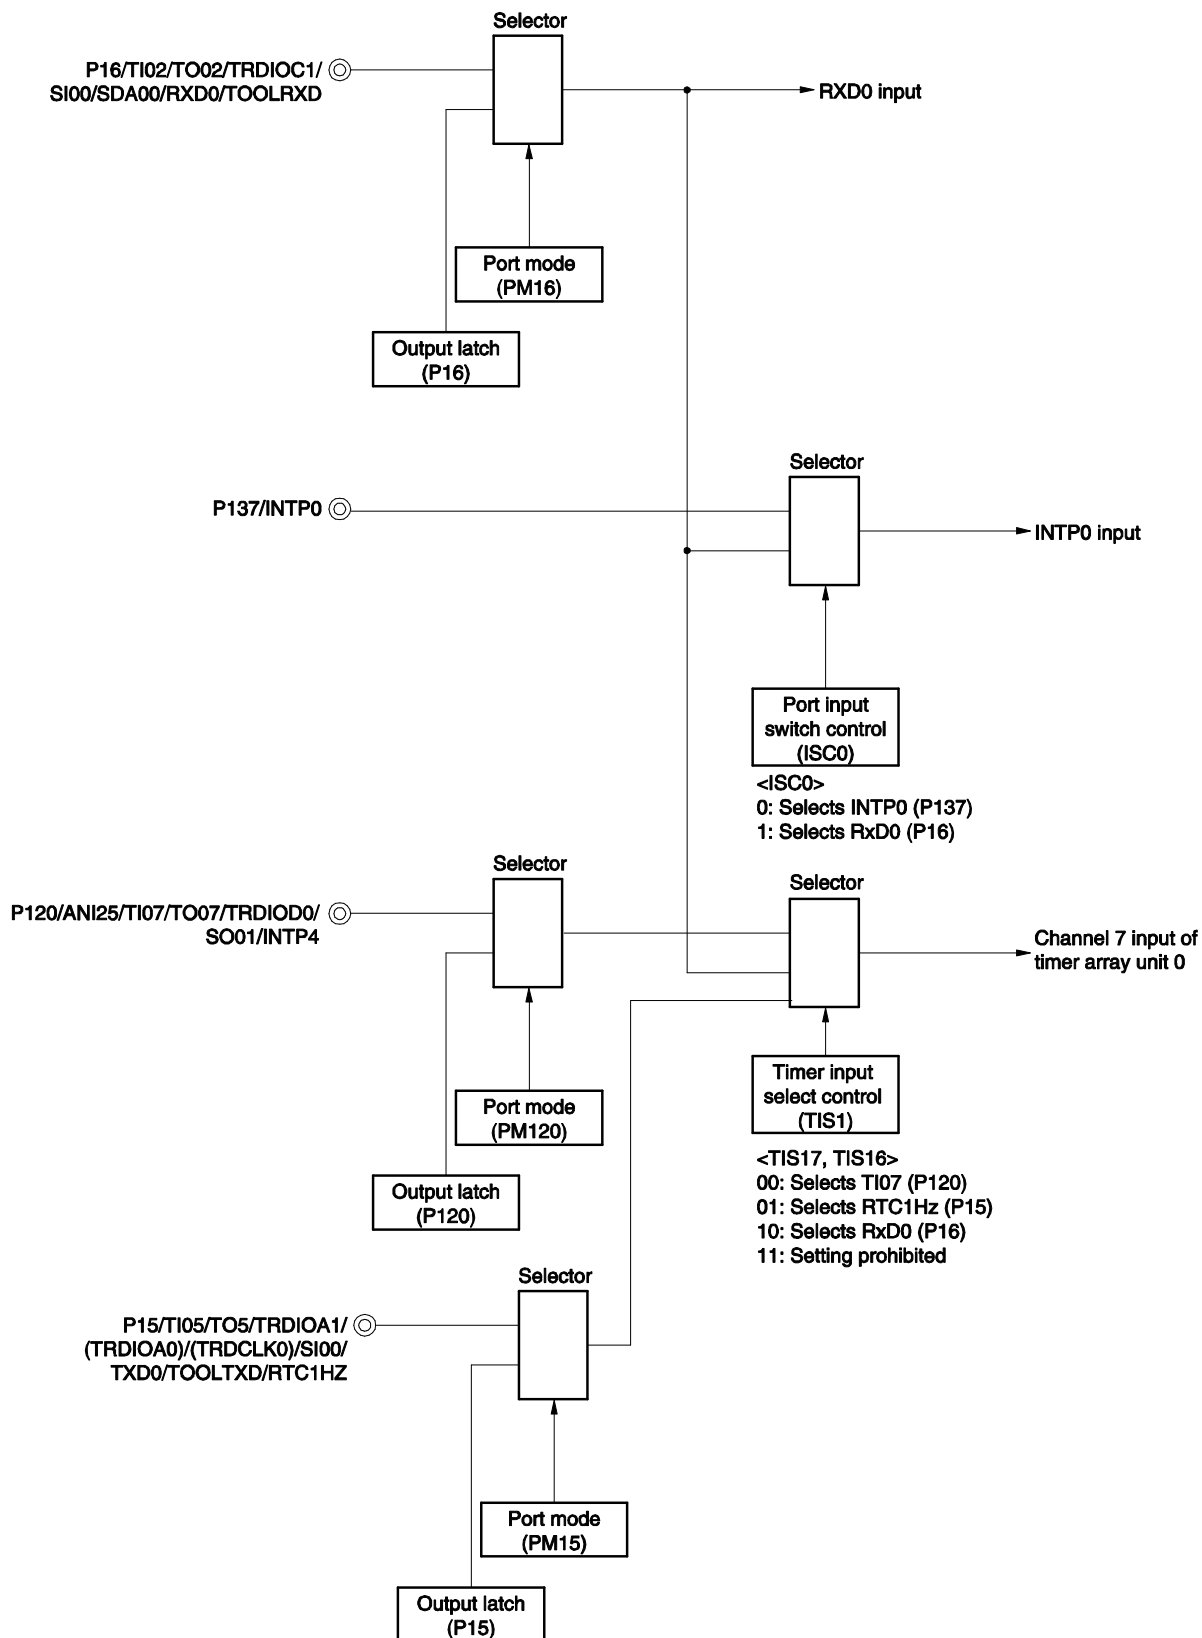 Selector
P16/TI02/TO02/TRDIOC1/
SI00/SDA00/RXD0/TOOLRXD
RXD0 input
Port mode
(PM16)
Output latch
(P16)
Selector
P137/INTP0
INTP0 input
Port input
switch control
(ISC0)
<ISC0>
0: Selects INTP0 (P137)
1: Selects RxD0 (P16)
Selector
Selector
P120/ANI25/TI07/TO07/TRDIOD0/
SO01/INTP4
Channel 7 input of
timer array unit 0
Port mode
(PM120)
Timer input
select control
(TIS1)
<TIS17, TIS16>
00: Selects TI07 (P120)
01: Selects RTC1Hz (P15)
10: Selects RxD0 (P16)
11: Setting prohibited
Output latch
(P120)
Selector
P15/TI05/TO5/TRDIOA1/
(TRDIOA0)/(TRDCLK0)/SI00/
TXD0/TOOLTXD/RTC1HZ
Port mode
(PM15)
Output latch
(P15)